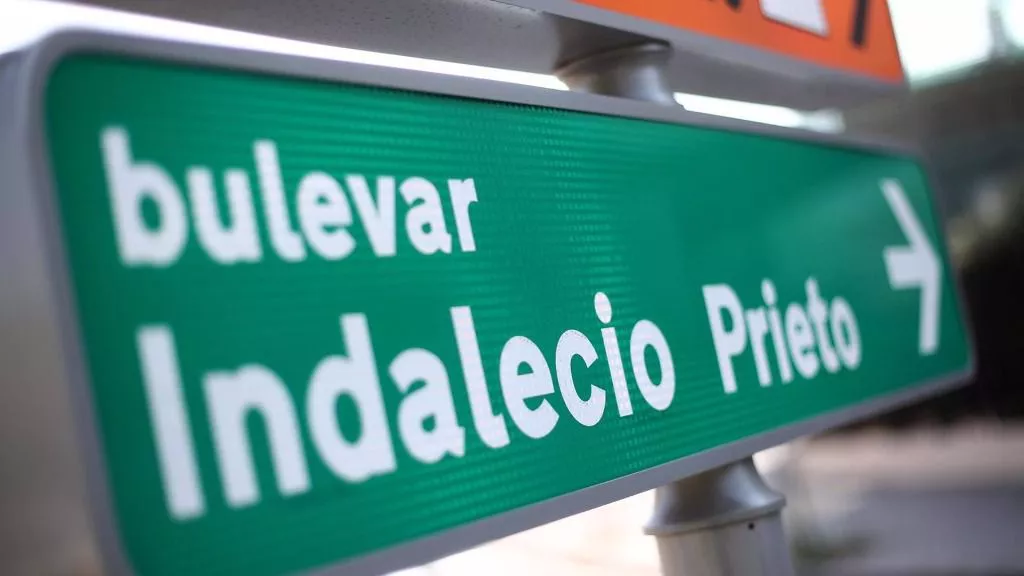 bulevar
Indalecio Prieto